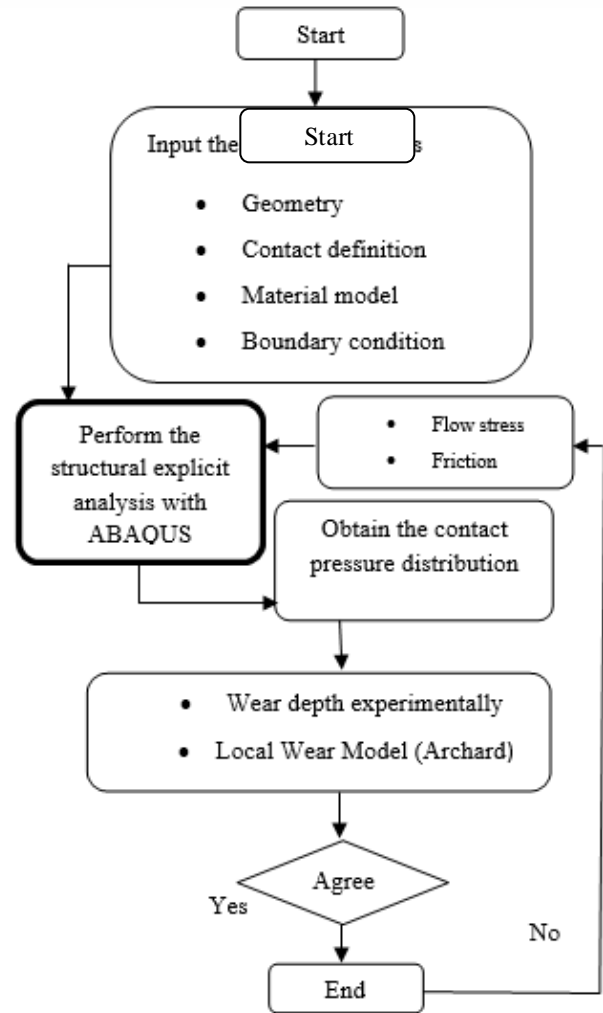 Start
Input the
Start
s
• Geometry
• Contact definition
• Material model
• Boundary condition
Perform the
structural explicit
analysis with
ABAQUS
• Flow stress
• Friction
Obtain the contact
pressure distribution
• Wear depth experimentally
• Local Wear Model (Archard)
Agree
Yes
No
End